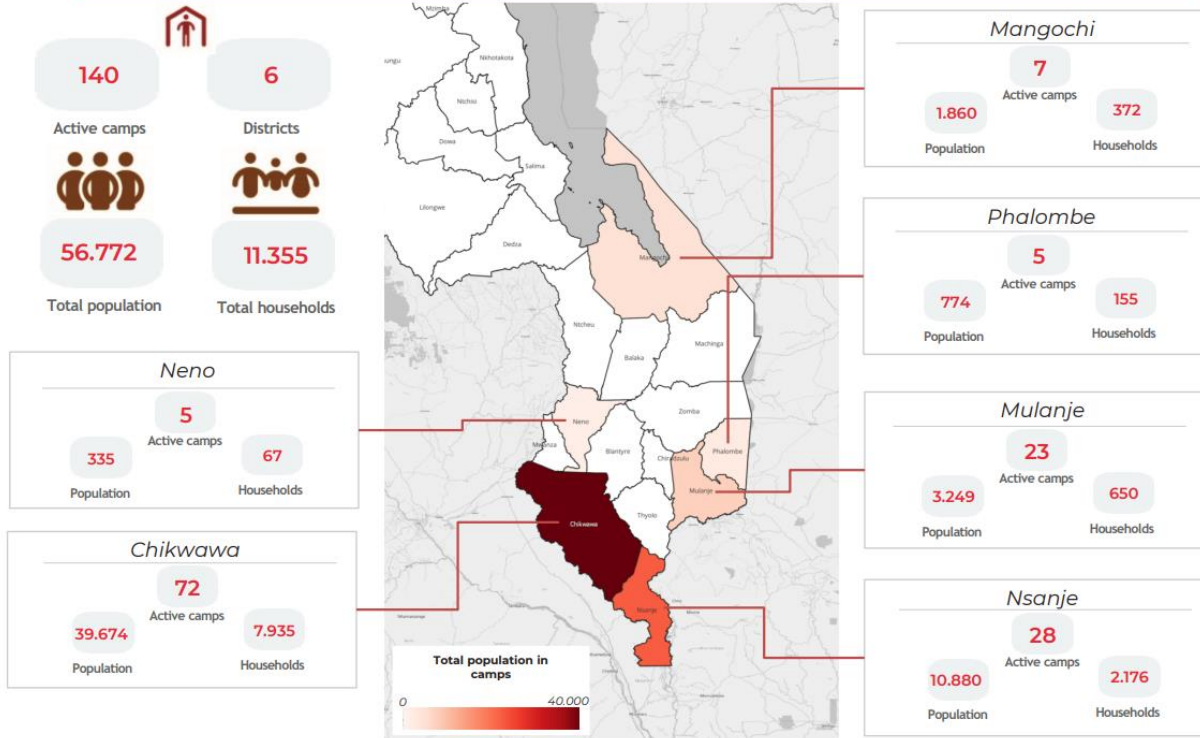 140
Active camps
6
Districts
56.772
Total population
11.355
Total households
Neno
5
Active camps
335
Population
67
Households
Chikwawa
72
Active camps
39.674
Population
7.935
Households
Nkhotakota
Ntchisi
Dowa
Salima
Lilongwe
Dedza
Mangochi
Ntcheu
Balaka
Machinga
Zomba
Neno
Mwanza
Blantyre
Chiradzulu
Phalombe
Mulanje
Thyolo
Chikwawa
Nsanje
Total population in
camps
0
40.000
Mangochi
7
Active camps
1.860
Population
372
Households
Phalombe
5
Active camps
774
Population
155
Households
Mulanje
23
Active camps
3.249
Population
650
Households
Nsanje
28
Active camps
10.880
Population
2.176
Households